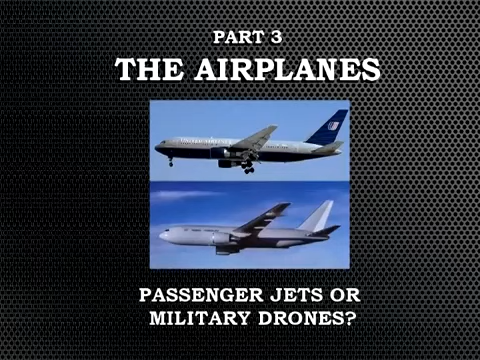 PART 3
THE AIRPLANES
PASSENGER JETS OR
MILITARY DRONES?